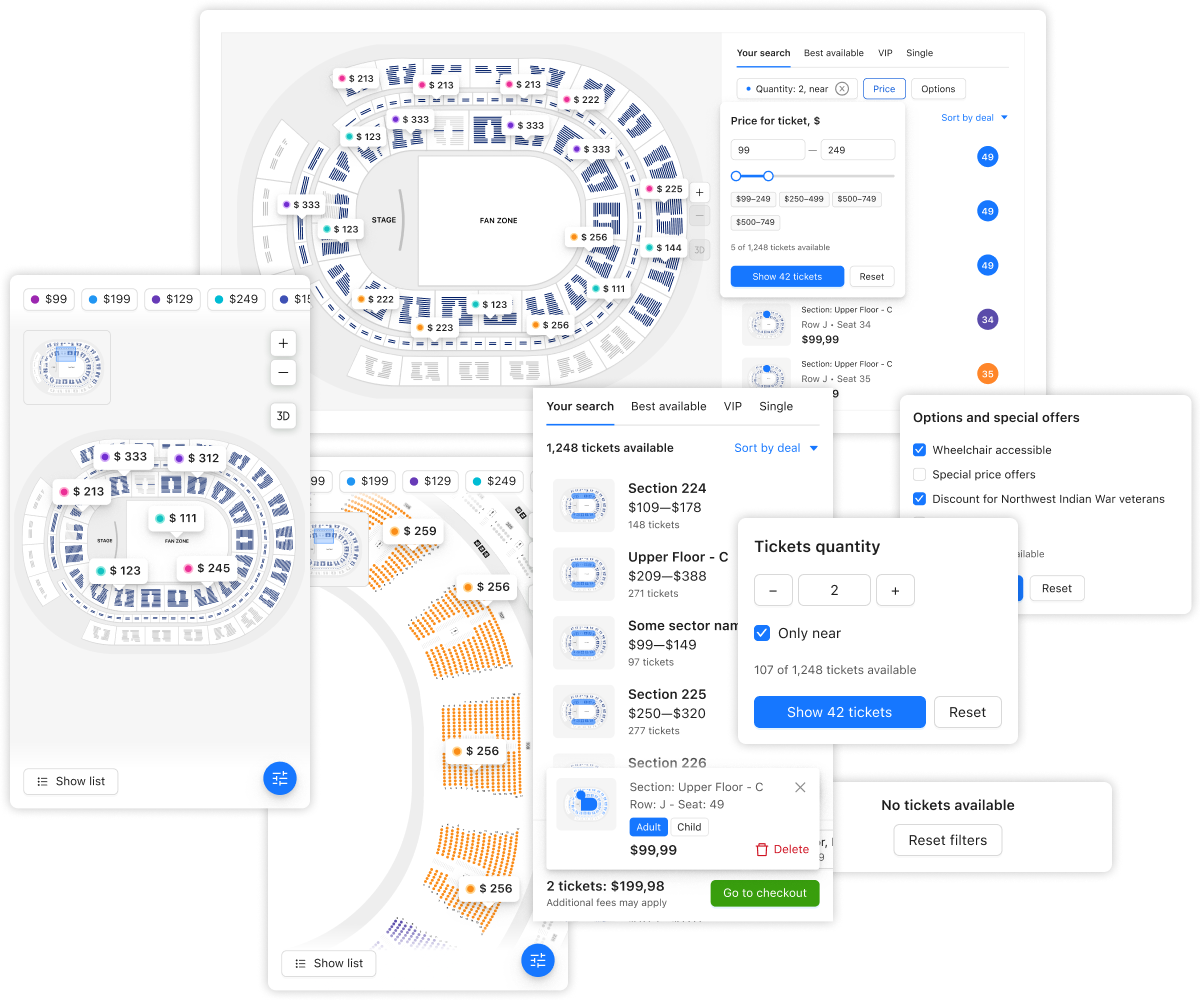 Your search
Best available
VIP
Single
Quantity: 2, near
Price
Options
Sort by deal
Price for ticket, $
99 — 249
$99–249
$250–499
$500–749
$500–749
5 of 1,248 tickets available
Show 42 tickets
Reset
49
49
49
34
35
Section: Upper Floor - C
Row J • Seat 34
$99,99
Section: Upper Floor - C
Row J • Seat 35
9
$ 213
$ 213
$ 213
$ 222
$ 333
$ 333
$ 123
$ 333
$ 225
$ 333
$ 123
STAGE
FAN ZONE
$ 256
$ 144
$ 111
$ 222
$ 123
$ 223
$ 256
+
−
3D
$99
$199
$129
$249
$15
+
−
3D
$ 333
$ 312
$ 213
$ 111
STAGE
FAN ZONE
$ 123
$ 245
Show list
99
$199
$129
$249
$ 259
$ 256
$ 256
$ 256
Show list
Your search
Best available
VIP
Single
1,248 tickets available
Sort by deal
Section 224
$109—$178
148 tickets
Upper Floor - C
$209—$388
271 tickets
Some sector nam
$99—$149
97 tickets
Section 225
$250—$320
277 tickets
Section 226
Section: Upper Floor - C
Row: J - Seat: 49
Adult
Child
$99,99
Delete
2 tickets: $199,98
Additional fees may apply
Go to checkout
Options and special offers
Wheelchair accessible
Special price offers
Discount for Northwest Indian War veterans
ailable
Reset
Tickets quantity
− 2 +
Only near
107 of 1,248 tickets available
Show 42 tickets
Reset
No tickets available
Reset filters